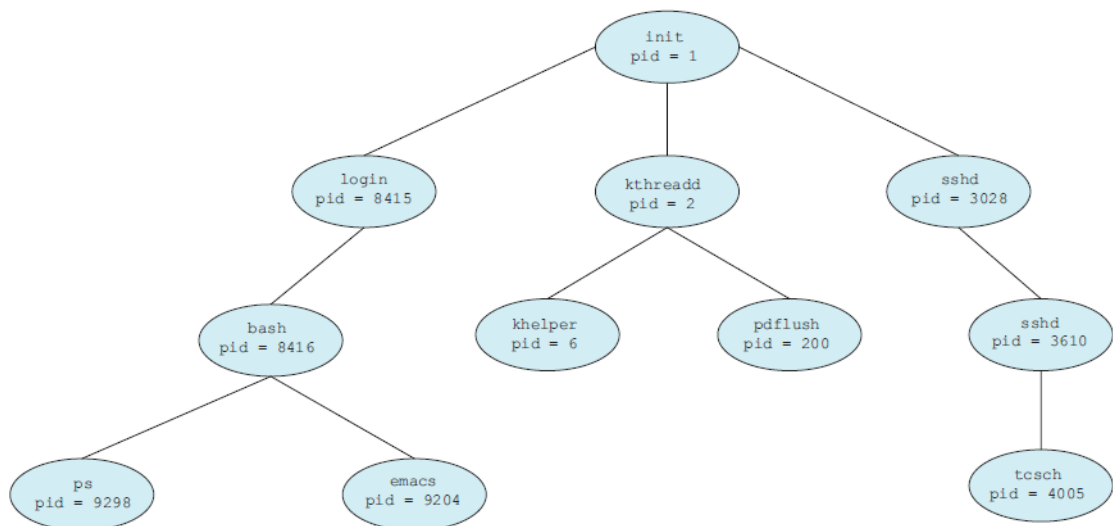 init
pid = 1
login
pid = 8415
kthreadd
pid = 2
sshd
pid = 3028
bash
pid = 8416
khelper
pid = 6
pdflush
pid = 200
sshd
pid = 3610
ps
pid = 9298
emacs
pid = 9204
tcsch
pid = 4005